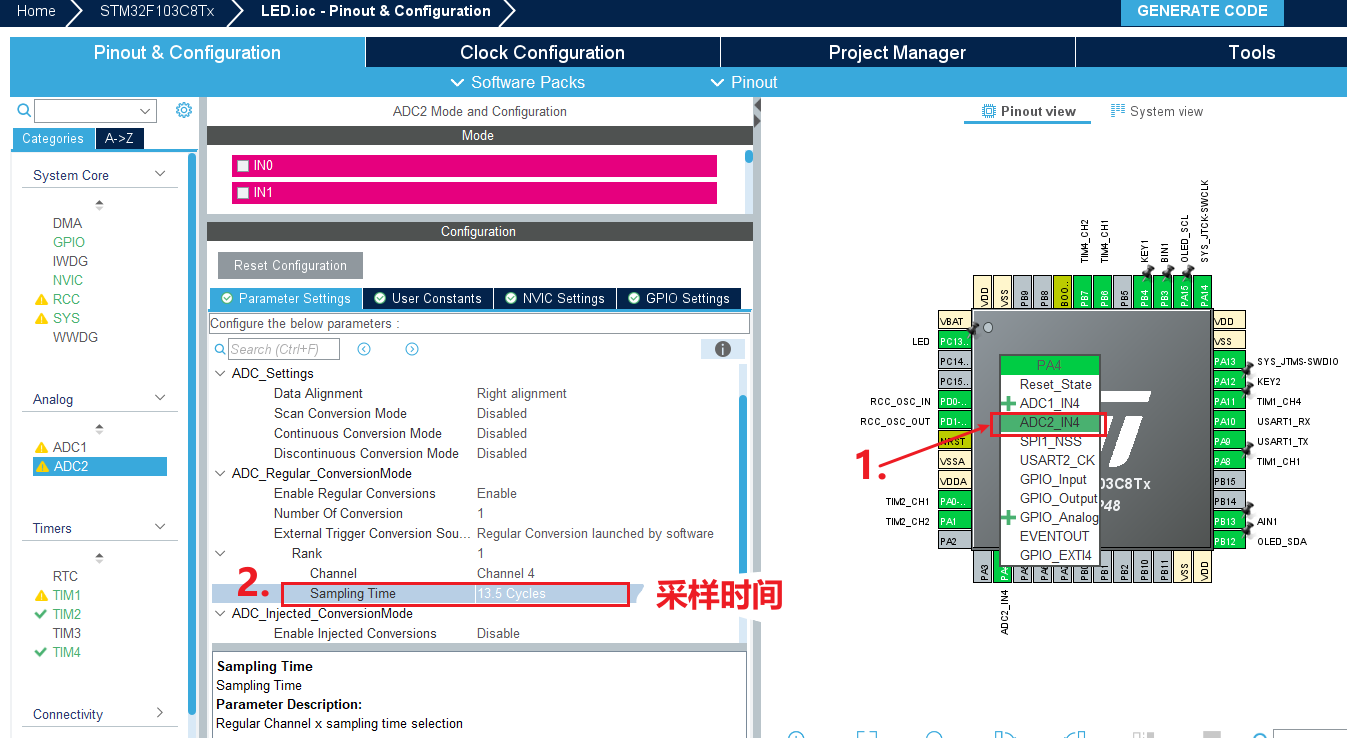 Home
STM32F103C8Tx
LED.ioc - Pinout & Configuration
GENERATE CODE
Pinout & Configuration
Clock Configuration
Project Manager
Tools
Software Packs
Pinout
Categories
A->Z
System Core
DMA
GPIO
IWDG
NVIC
RCC
SYS
WWDG
Analog
ADC1
ADC2
Timers
RTC
TIM1
TIM2
TIM3
TIM4
Connectivity
ADC2 Mode and Configuration
Mode
IN0
IN1
Configuration
Reset Configuration
Parameter Settings
User Constants
NVIC Settings
GPIO Settings
Configure the below parameters :
Search (Ctrl+F)
ADC_Settings
Data Alignment Right alignment
Scan Conversion Mode Disabled
Continuous Conversion Mode Disabled
Discontinuous Conversion Mode Disabled
ADC_Regular_ConversionMode
Enable Regular Conversions Enable
Number Of Conversion 1
External Trigger Conversion Sou... Regular Conversion launched by software
Rank 1
Channel Channel 4
2.
Sampling Time 13.5 Cycles
采样时间
ADC_Injected_ConversionMode
Enable Injected Conversions Disable
Sampling Time
Sampling Time
Parameter Description:
Regular Channel x sampling time selection
Pinout view
System view
TIM4_CH2
TIM4_CH1
KEY1
BIN1
OLED_SCL
SYS_JTCK-SWCLK
VDD
VSS
PB9
PB8
BOO..
PB7
PB6
PB5
PB4
PB3
PA15
PA14
VBAT
LED PC13..
PC14..
PC15..
RCC_OSC_IN PD0-..
RCC_OSC_OUT PD1-..
NRST
VSSA
VDDA
TIM2_CH1 PA0-..
TIM2_CH2 PA1
PA2
PA4
Reset_State
ADC1_IN4
ADC2_IN4
SPI1_NSS
USART2_CK
GPIO_Input
GPIO_Output
GPIO_Analog
EVENTOUT
GPIO_EXTI4
1.
03C8Tx
P48
VDD
VSS
PA13 SYS_JTMS-SWDIO
PA12 KEY2
PA11 TIM1_CH4
PA10 USART1_RX
PA9 USART1_TX
PA8 TIM1_CH1
PB15
PB14
PB13 AIN1
PB12 OLED_SDA
PA3
PB2
PB10
PB11
VSS
VDD
ADC2_IN4